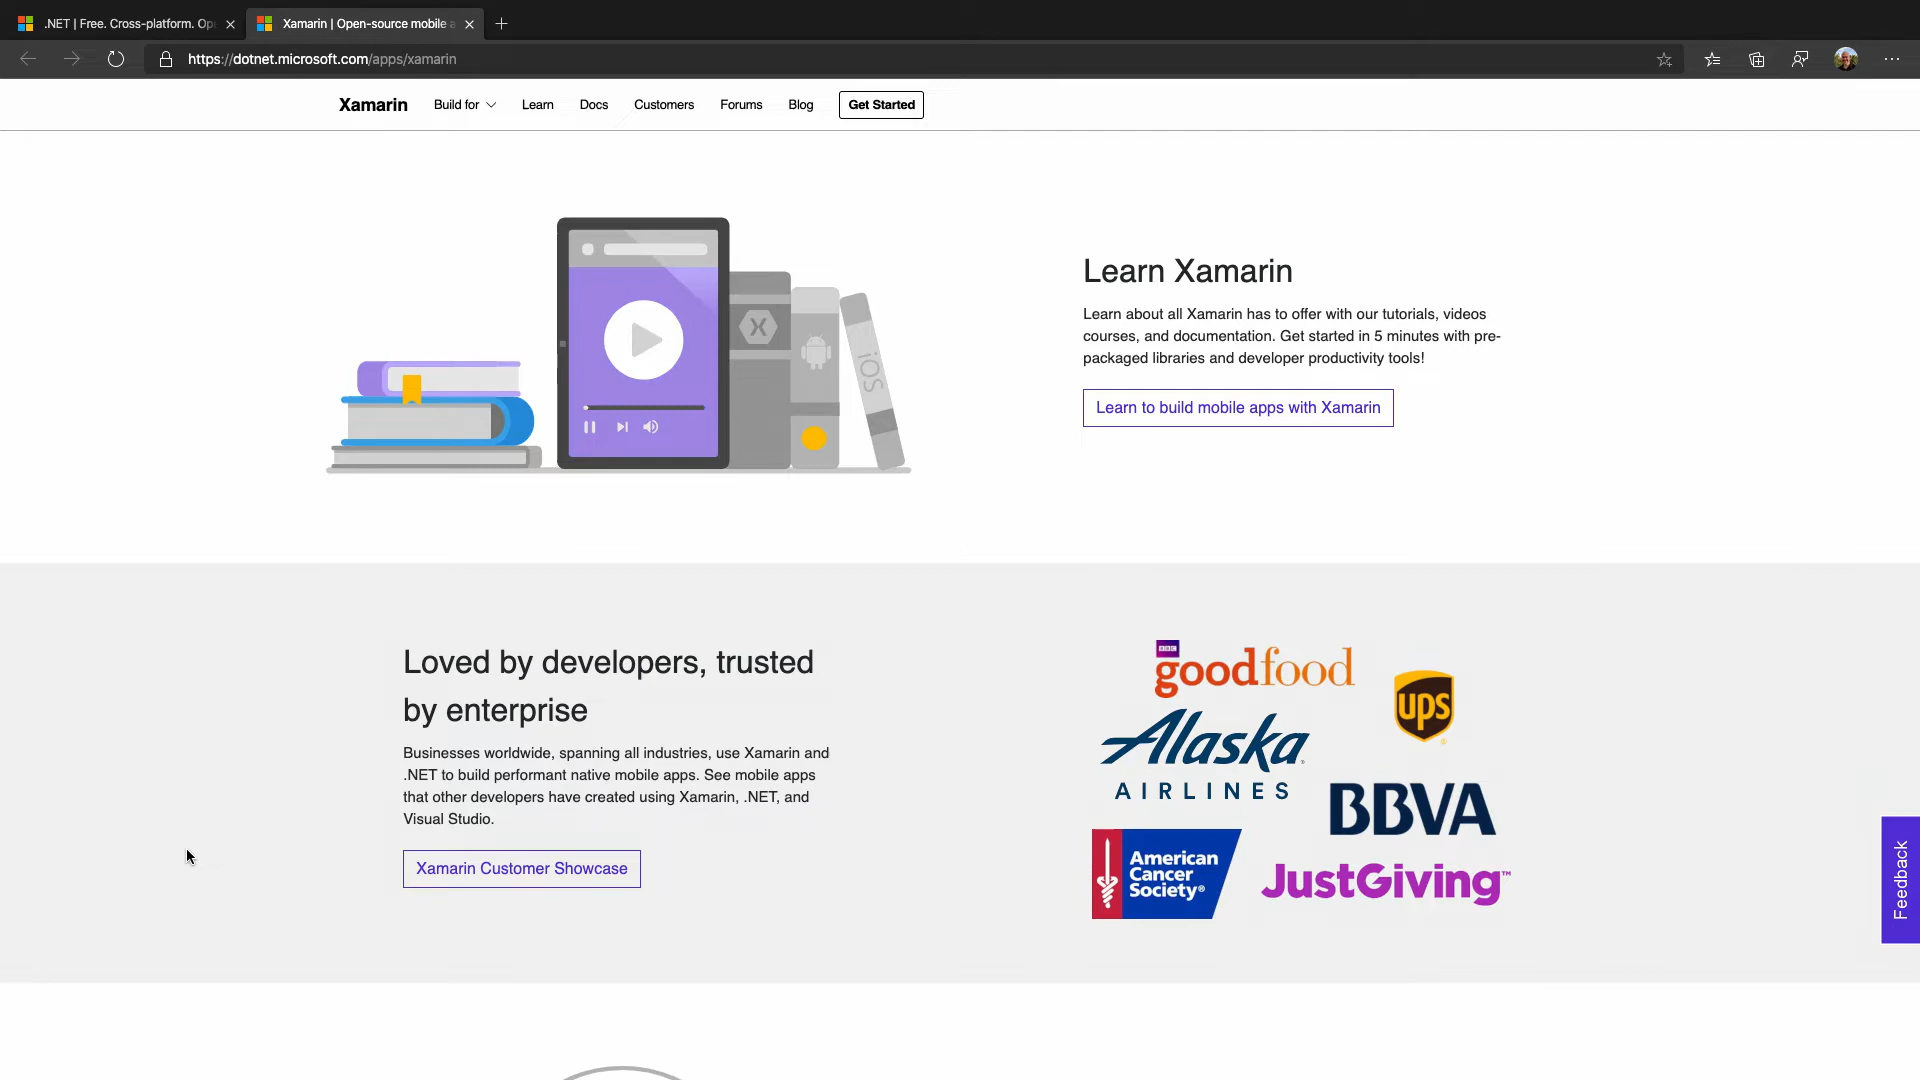 .NET | Free. Cross-platform. Op
Xamarin | Open-source mobile a
https://dotnet.microsoft.com/apps/xamarin
Xamarin
Build for
Learn
Docs
Customers
Forums
Blog
Get Started
X
iOS
Learn Xamarin
Learn about all Xamarin has to offer with our tutorials, videos
courses, and documentation. Get started in 5 minutes with pre-
packaged libraries and developer productivity tools!
Learn to build mobile apps with Xamarin
Loved by developers, trusted
by enterprise
Businesses worldwide, spanning all industries, use Xamarin and
.NET to build performant native mobile apps. See mobile apps
that other developers have created using Xamarin, .NET, and
Visual Studio.
Xamarin Customer Showcase
BBC
goodfood
ups
Alaska
AIRLINES
BBVA
American
Cancer
Society®
JustGiving™
Feedback